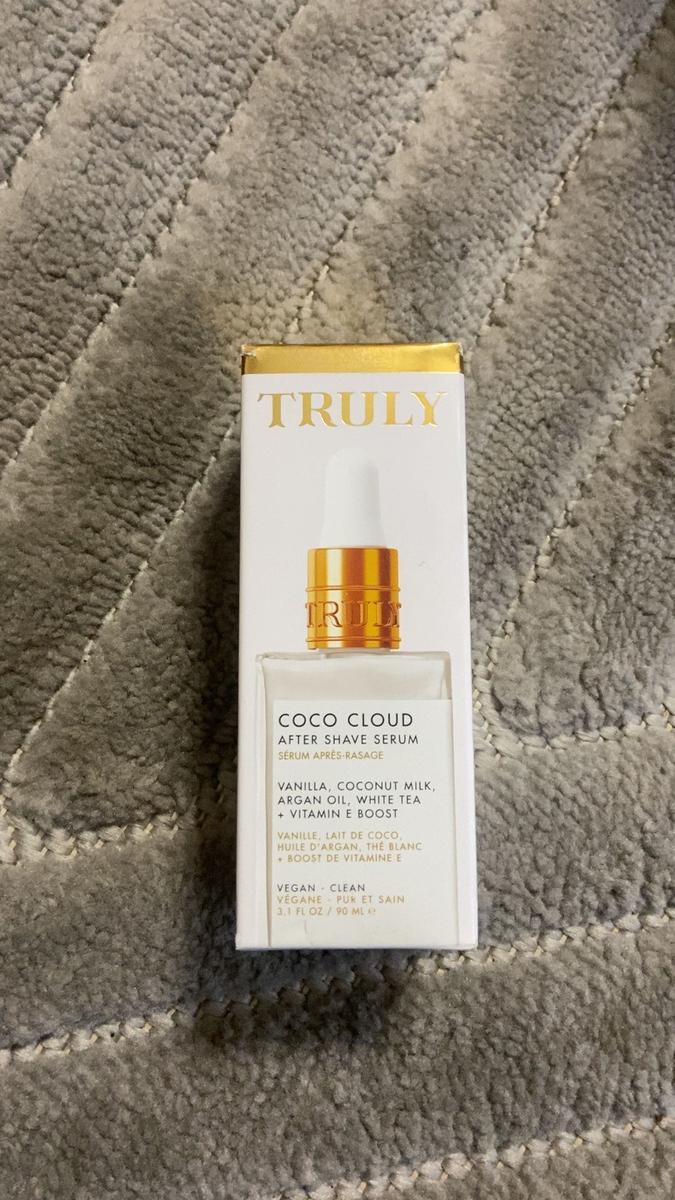 TRULY
TRULY
COCO CLOUD
AFTER SHAVE SERUM
SÉRUM APRÈS-RASAGE
VANILLA, COCONUT MILK,
ARGAN OIL, WHITE TEA
+ VITAMIN E BOOST
VANILLE, LAIT DE COCO,
HUILE D'ARGAN, THÉ BLANC
+ BOOST DE VITAMINE E
VEGAN - CLEAN
VÉGANE - PUR ET SAIN
3.1 FL OZ / 90 ML ℮